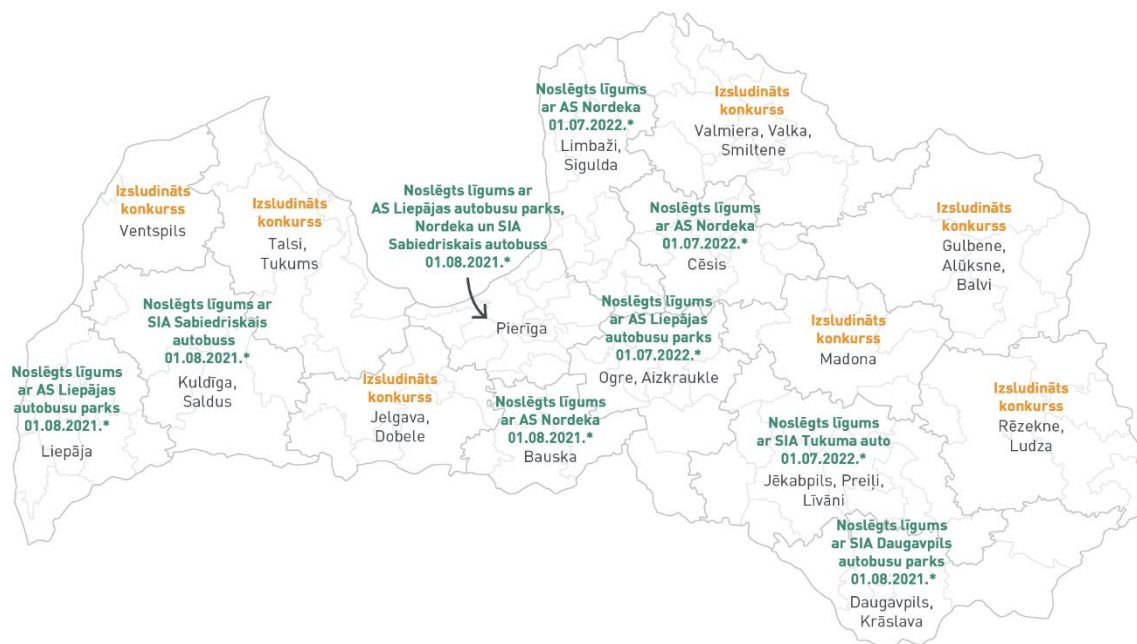 Noslēgts līgums
ar AS Nordeka
01.07.2022.*
Limbaži,
Sigulda
Izsludināts
konkurss
Valmiera, Valka,
Smiltene
Izsludināts
konkurss
Ventspils
Izsludināts
konkurss
Talsi,
Tukums
Noslēgts līgums ar
AS Liepājas autobusu parks,
Nordeka un SIA
Sabiedriskais autobuss
01.08.2021.*
Pierīga
Noslēgts līgums
ar AS Nordeka
01.07.2022.*
Cēsis
Izsludināts
konkurss
Gulbene,
Alūksne,
Balvi
Noslēgts līgums ar
SIA Sabiedriskais
autobuss
01.08.2021.*
Kuldīga,
Saldus
Noslēgts līgums
ar AS Liepājas
autobusu parks
01.07.2022.*
Ogre, Aizkraukle
Izsludināts
konkurss
Madona
Noslēgts līgums
ar AS Liepājas
autobusu parks
01.08.2021.*
Liepāja
Izsludināts
konkurss
Jelgava,
Dobele
Noslēgts līgums
ar AS Nordeka
01.08.2021.*
Bauska
Izsludināts
konkurss
Rēzekne,
Ludza
Noslēgts līgums
ar SIA Tukuma auto
01.07.2022.*
Jēkabpils, Preiļi,
Līvāni
Noslēgts līgums
ar SIA Daugavpils
autobusu parks
01.08.2021.*
Daugavpils,
Krāslava